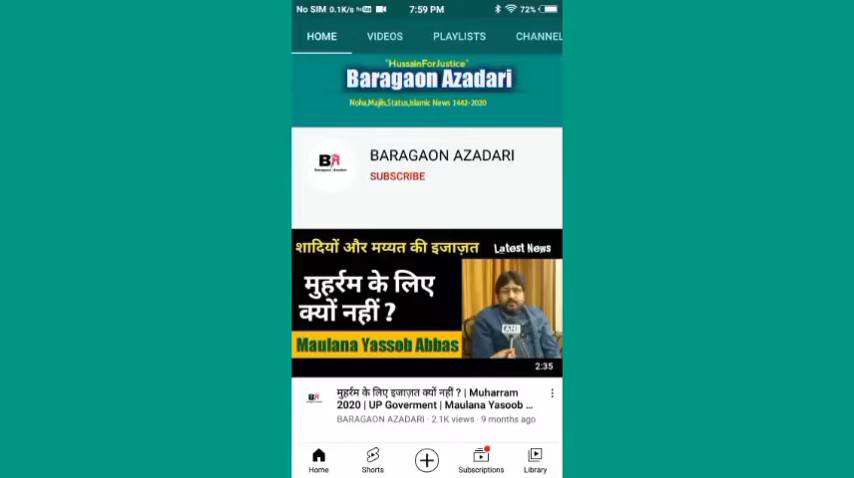 No SIM 0.1K/s 7:59 PM 72%
HOME VIDEOS PLAYLISTS CHANNEL
"HussainForJustice"
Baragaon Azadari
Noha,Majlis,Status,Islamic News 1442-2020
BARAGAON AZADARI
SUBSCRIBE
शादियों और मय्यत की इजाज़त Latest News
मुहर्रम के लिए
क्यों नहीं ?
ANI
Maulana Yassob Abbas
2:35
मुहर्रम के लिए इजाज़त क्यों नहीं ? | Muharram
2020 | UP Goverment | Maulana Yasoob ...
BARAGAON AZADARI · 2.1K views · 9 months ago
Home Shorts Subscriptions Library